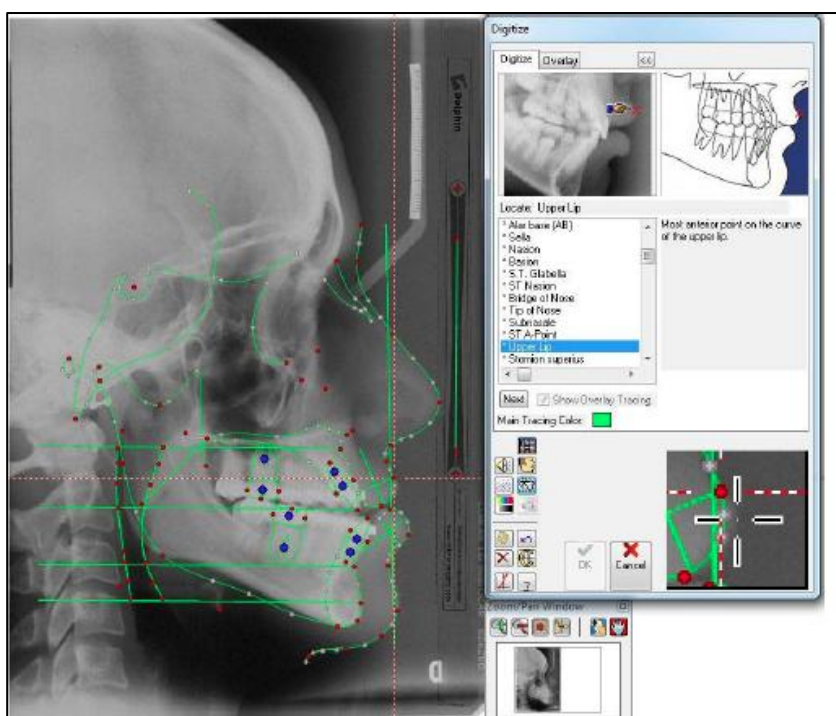 Dolphin
Digitize
Digitize Overlay <<
Locate: Upper Lip
* Alar base (AB)
* Sella
* Nasion
* Basion
* S.T. Glabella
* ST Nasion
* Bridge of Nose
* Tip of Nose
* Subnasale
* ST A-Point
* Upper Lip
* Stomion superius
Most anterior point on the curve
of the upper lip.
Next Show Overlay Tracing
Main Tracing Color:
OK Cancel
?
Zoom/Pan Window
D